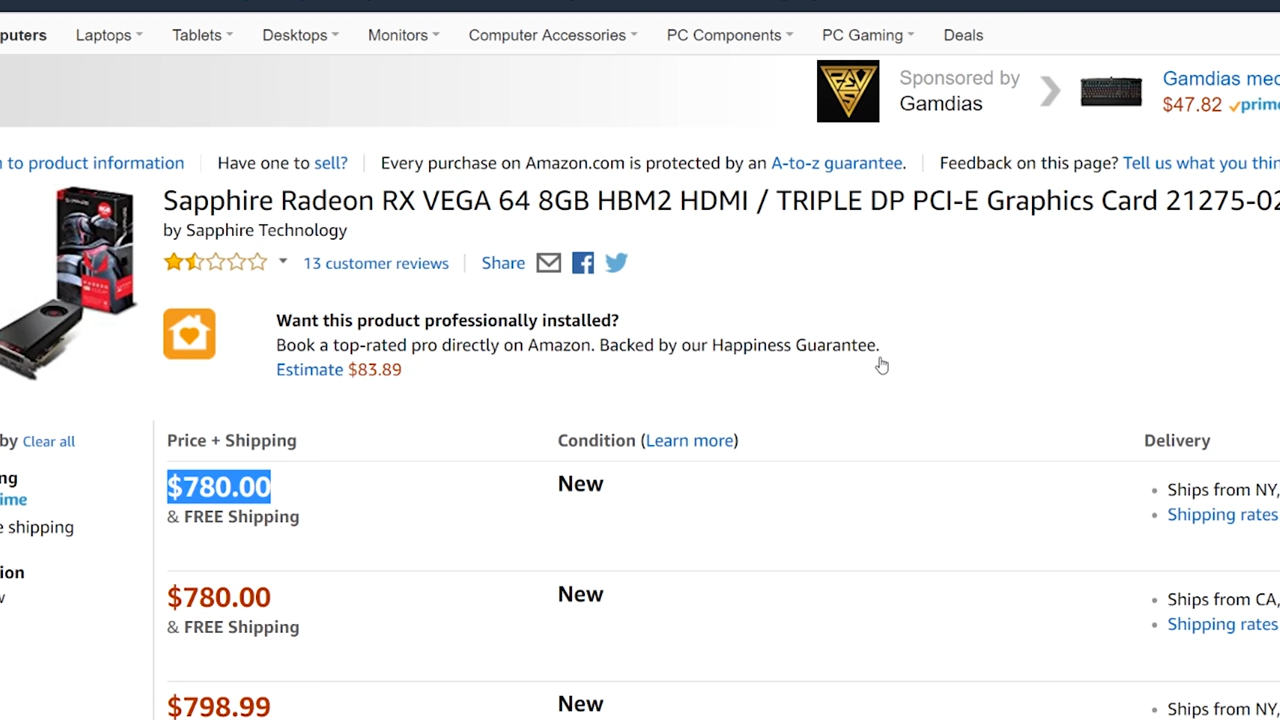 puters Laptops Tablets Desktops Monitors Computer Accessories PC Components PC Gaming Deals
Sponsored by
Gamdias
Gamdias mec
$47.82 prime
n to product information Have one to sell? Every purchase on Amazon.com is protected by an A-to-z guarantee. Feedback on this page? Tell us what you thin
Sapphire Radeon RX VEGA 64 8GB HBM2 HDMI / TRIPLE DP PCI-E Graphics Card 21275-02
by Sapphire Technology
13 customer reviews Share
Want this product professionally installed?
Book a top-rated pro directly on Amazon. Backed by our Happiness Guarantee.
Estimate $83.89
by Clear all
Price + Shipping Condition (Learn more) Delivery
ng
ime
e shipping
ion
w
$780.00 New Ships from NY,
& FREE Shipping Shipping rates
$780.00 New Ships from CA,
& FREE Shipping Shipping rates
$798.99 New Ships from NY,